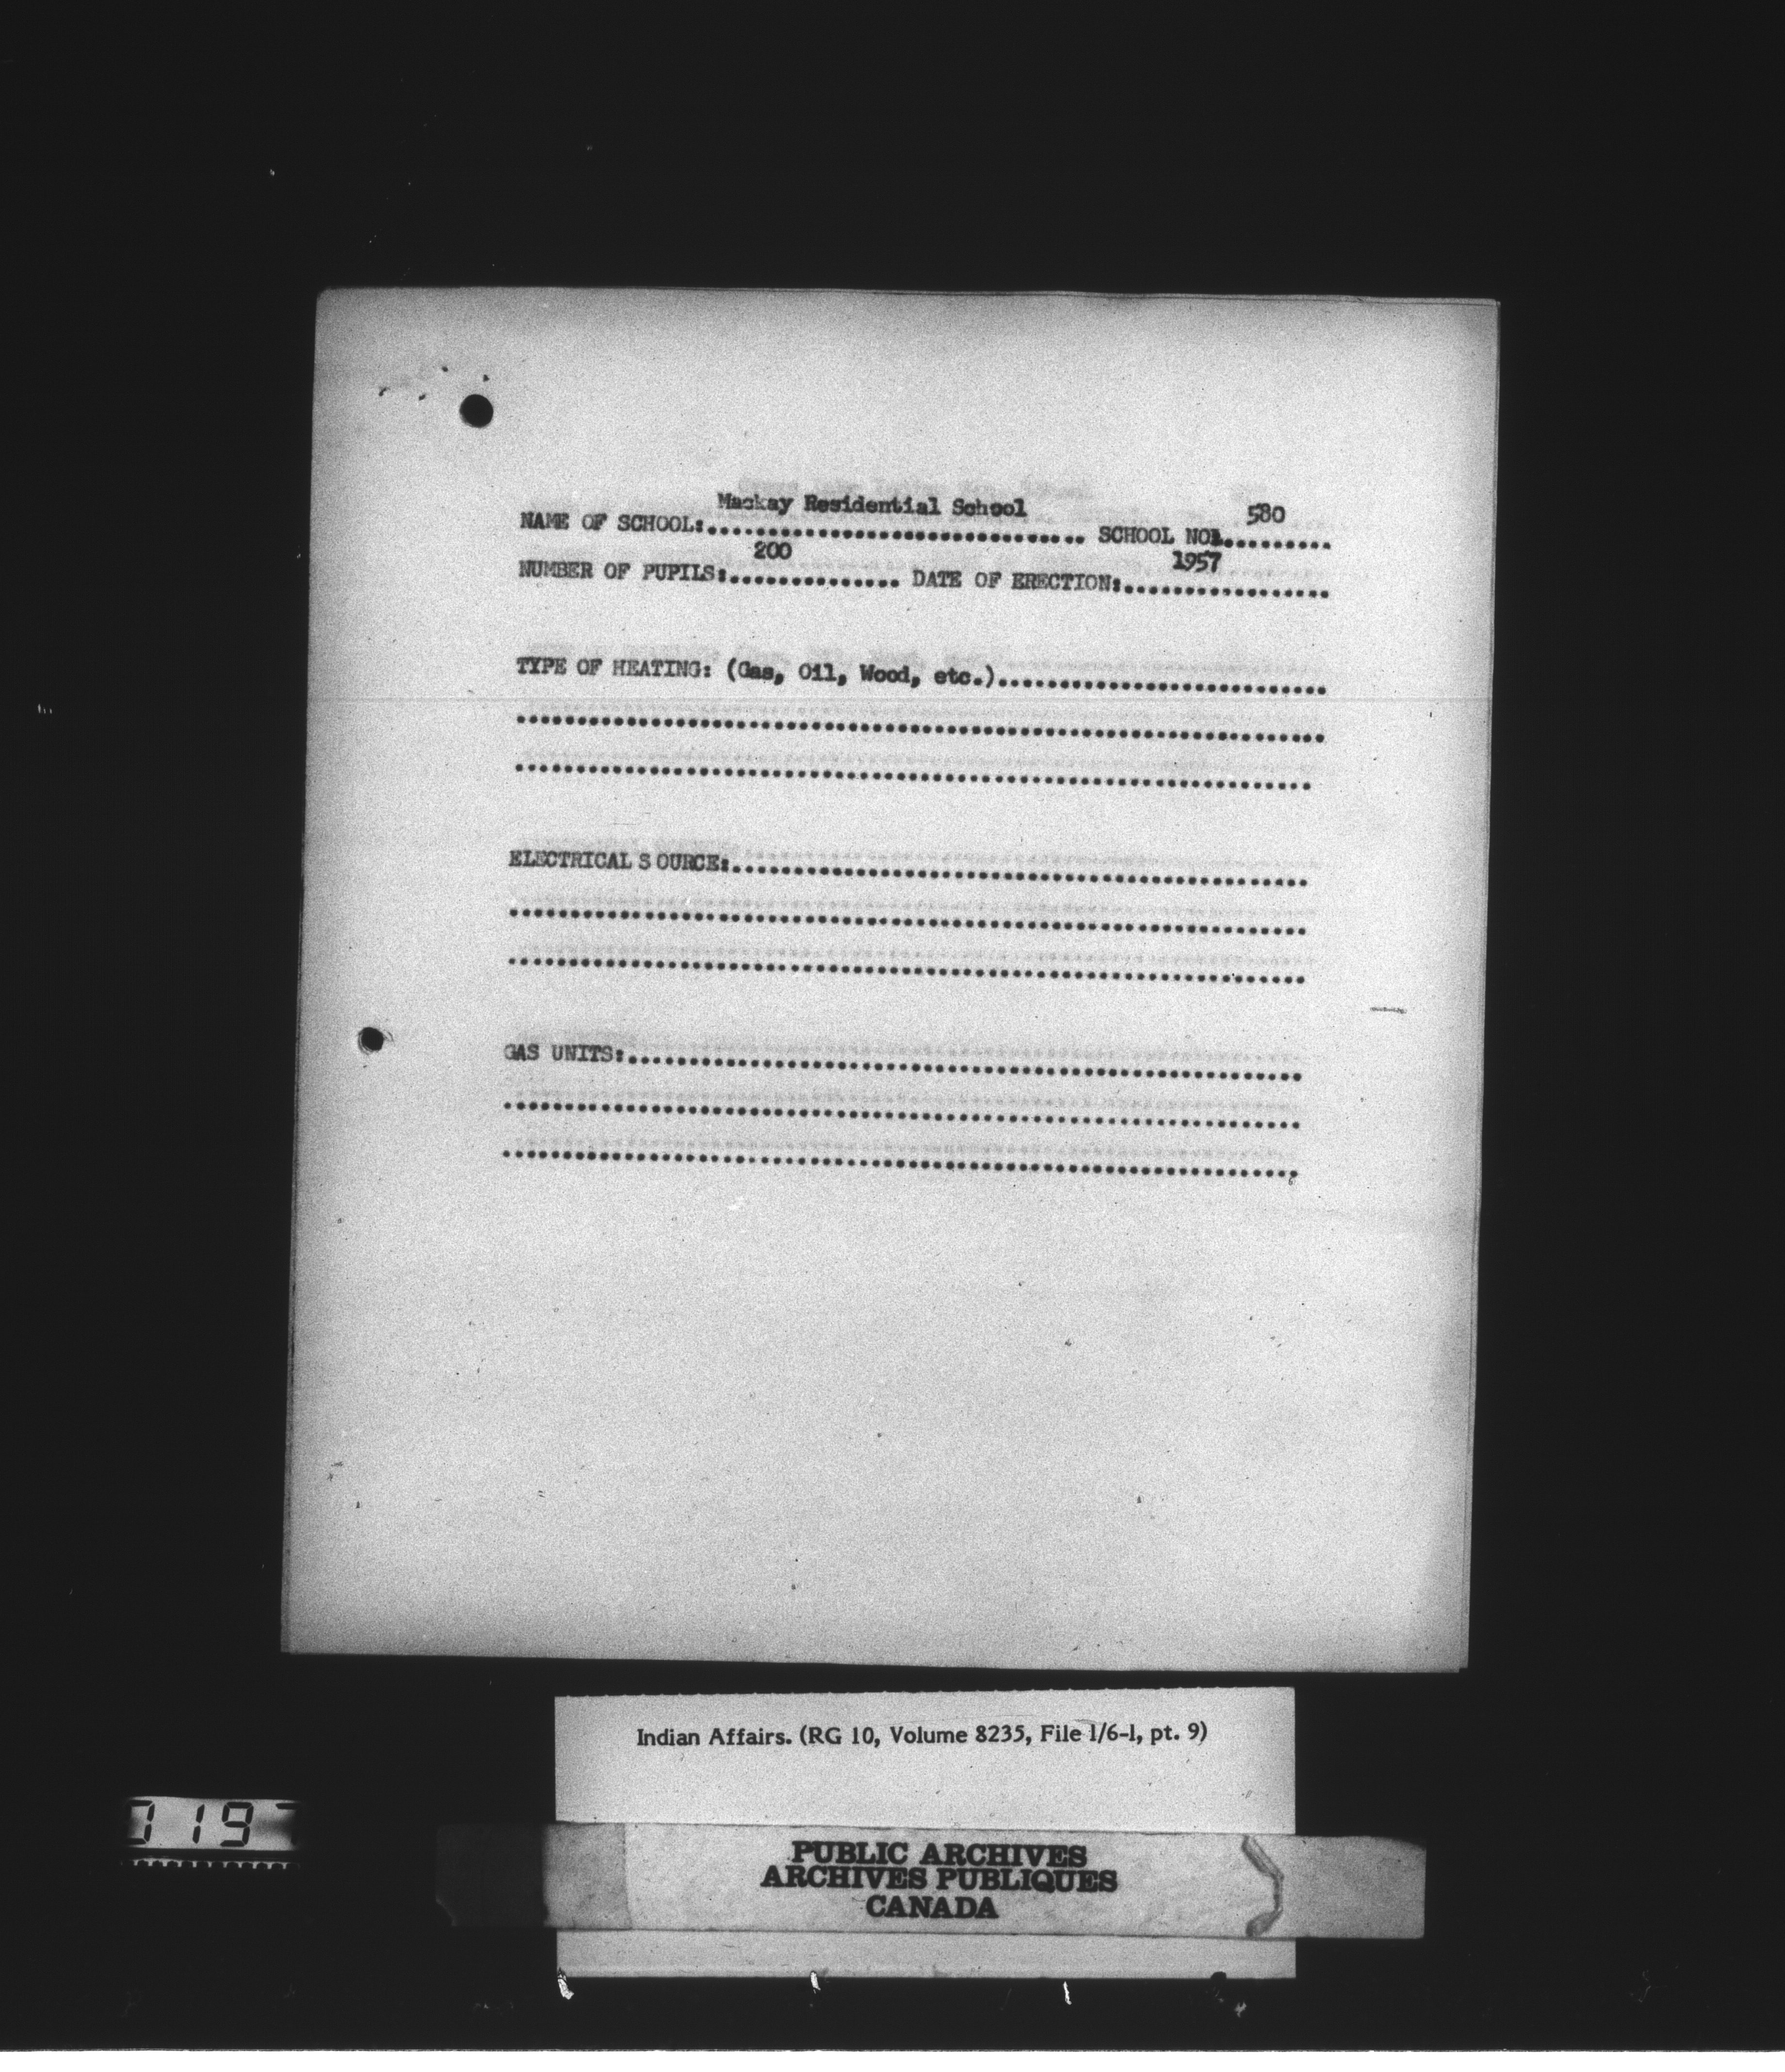 Mackay Residential School 580
NAME OF SCHOOL:............................... SCHOOL NO:.........
200 1957
NUMBER OF PUPILS:.............. DATE OF ERECTION:.................
TYPE OF HEATING: (Gas, Oil, Wood, etc.)...........................
..................................................................
.................................................................
ELECTRICAL S OURCE:...............................................
.................................................................
.................................................................
GAS UNITS:.......................................................
.................................................................
.................................................................
Indian Affairs. (RG 10, Volume 8235, File 1/6-1, pt. 9)
019
PUBLIC ARCHIVES
ARCHIVES PUBLIQUES
CANADA